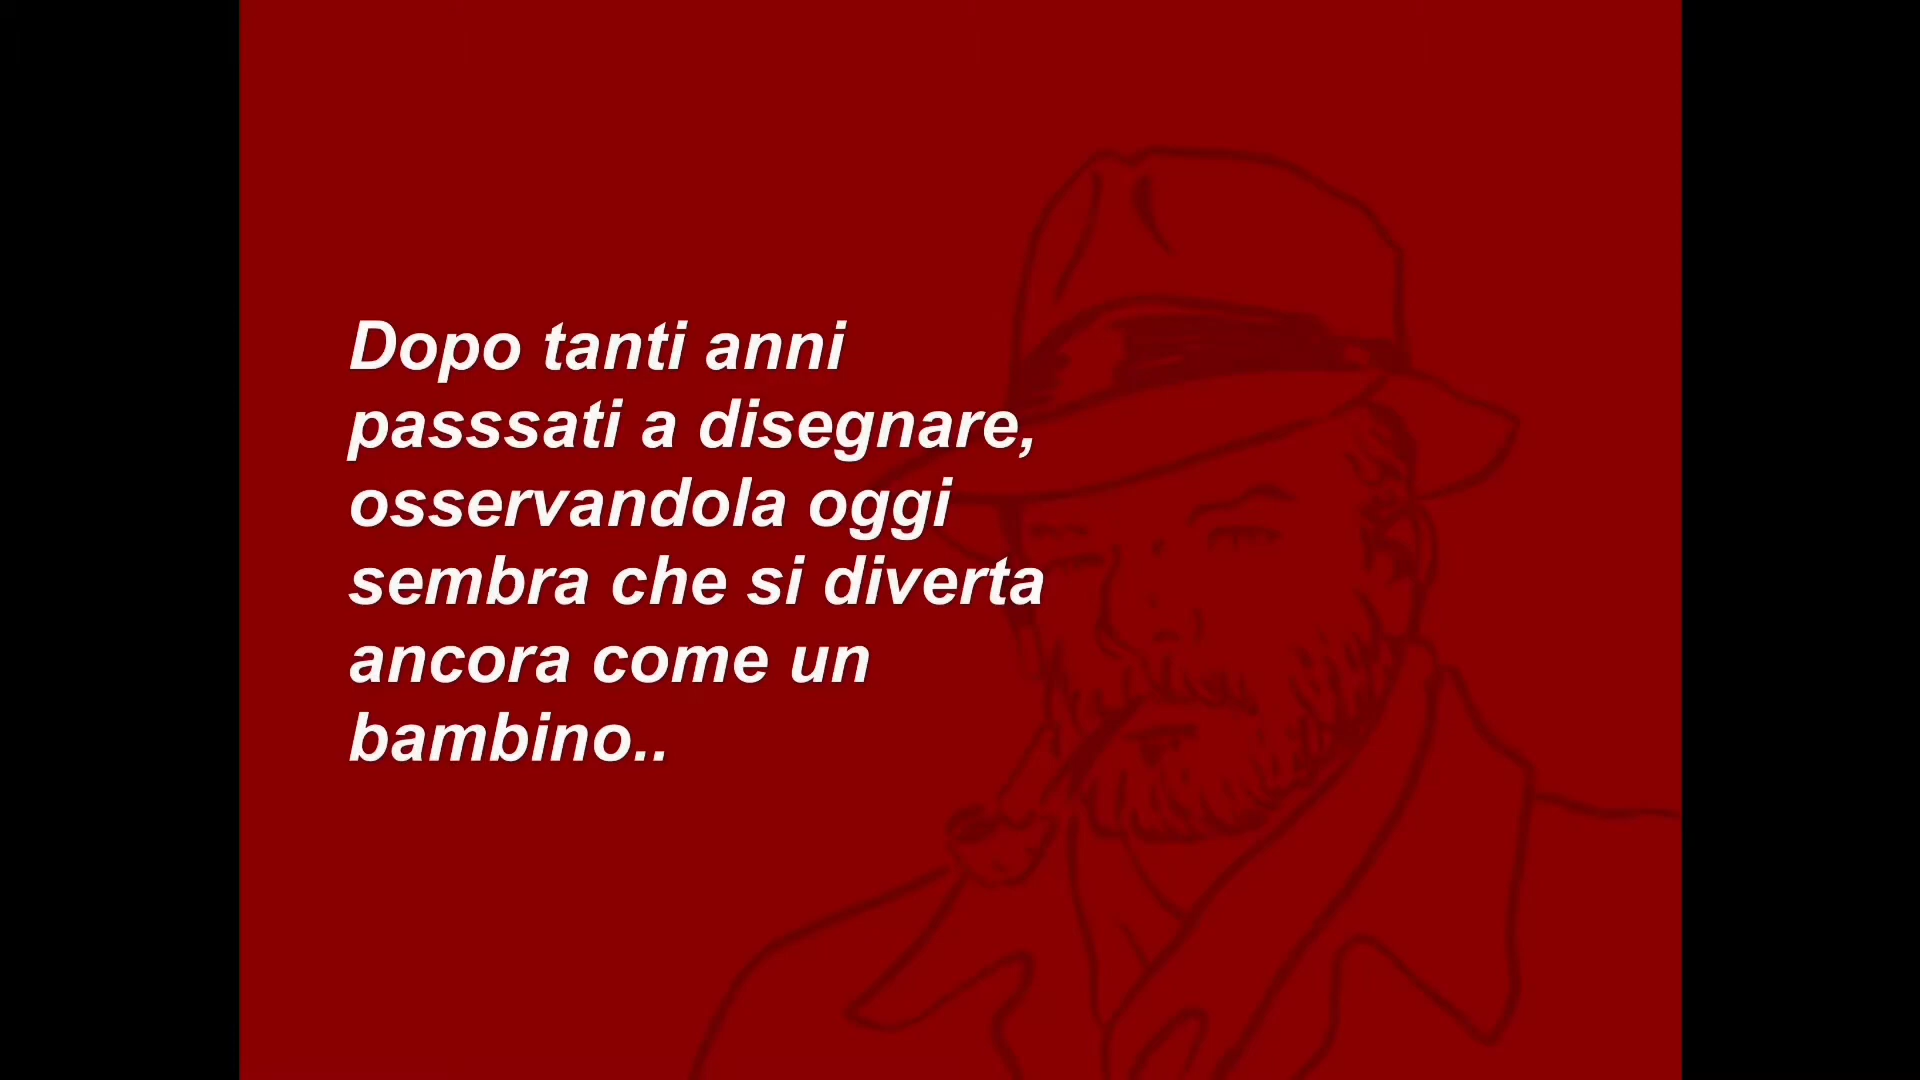 Dopo tanti anni
passsati a disegnare,
osservandola oggi
sembra che si diverta
ancora come un
bambino..